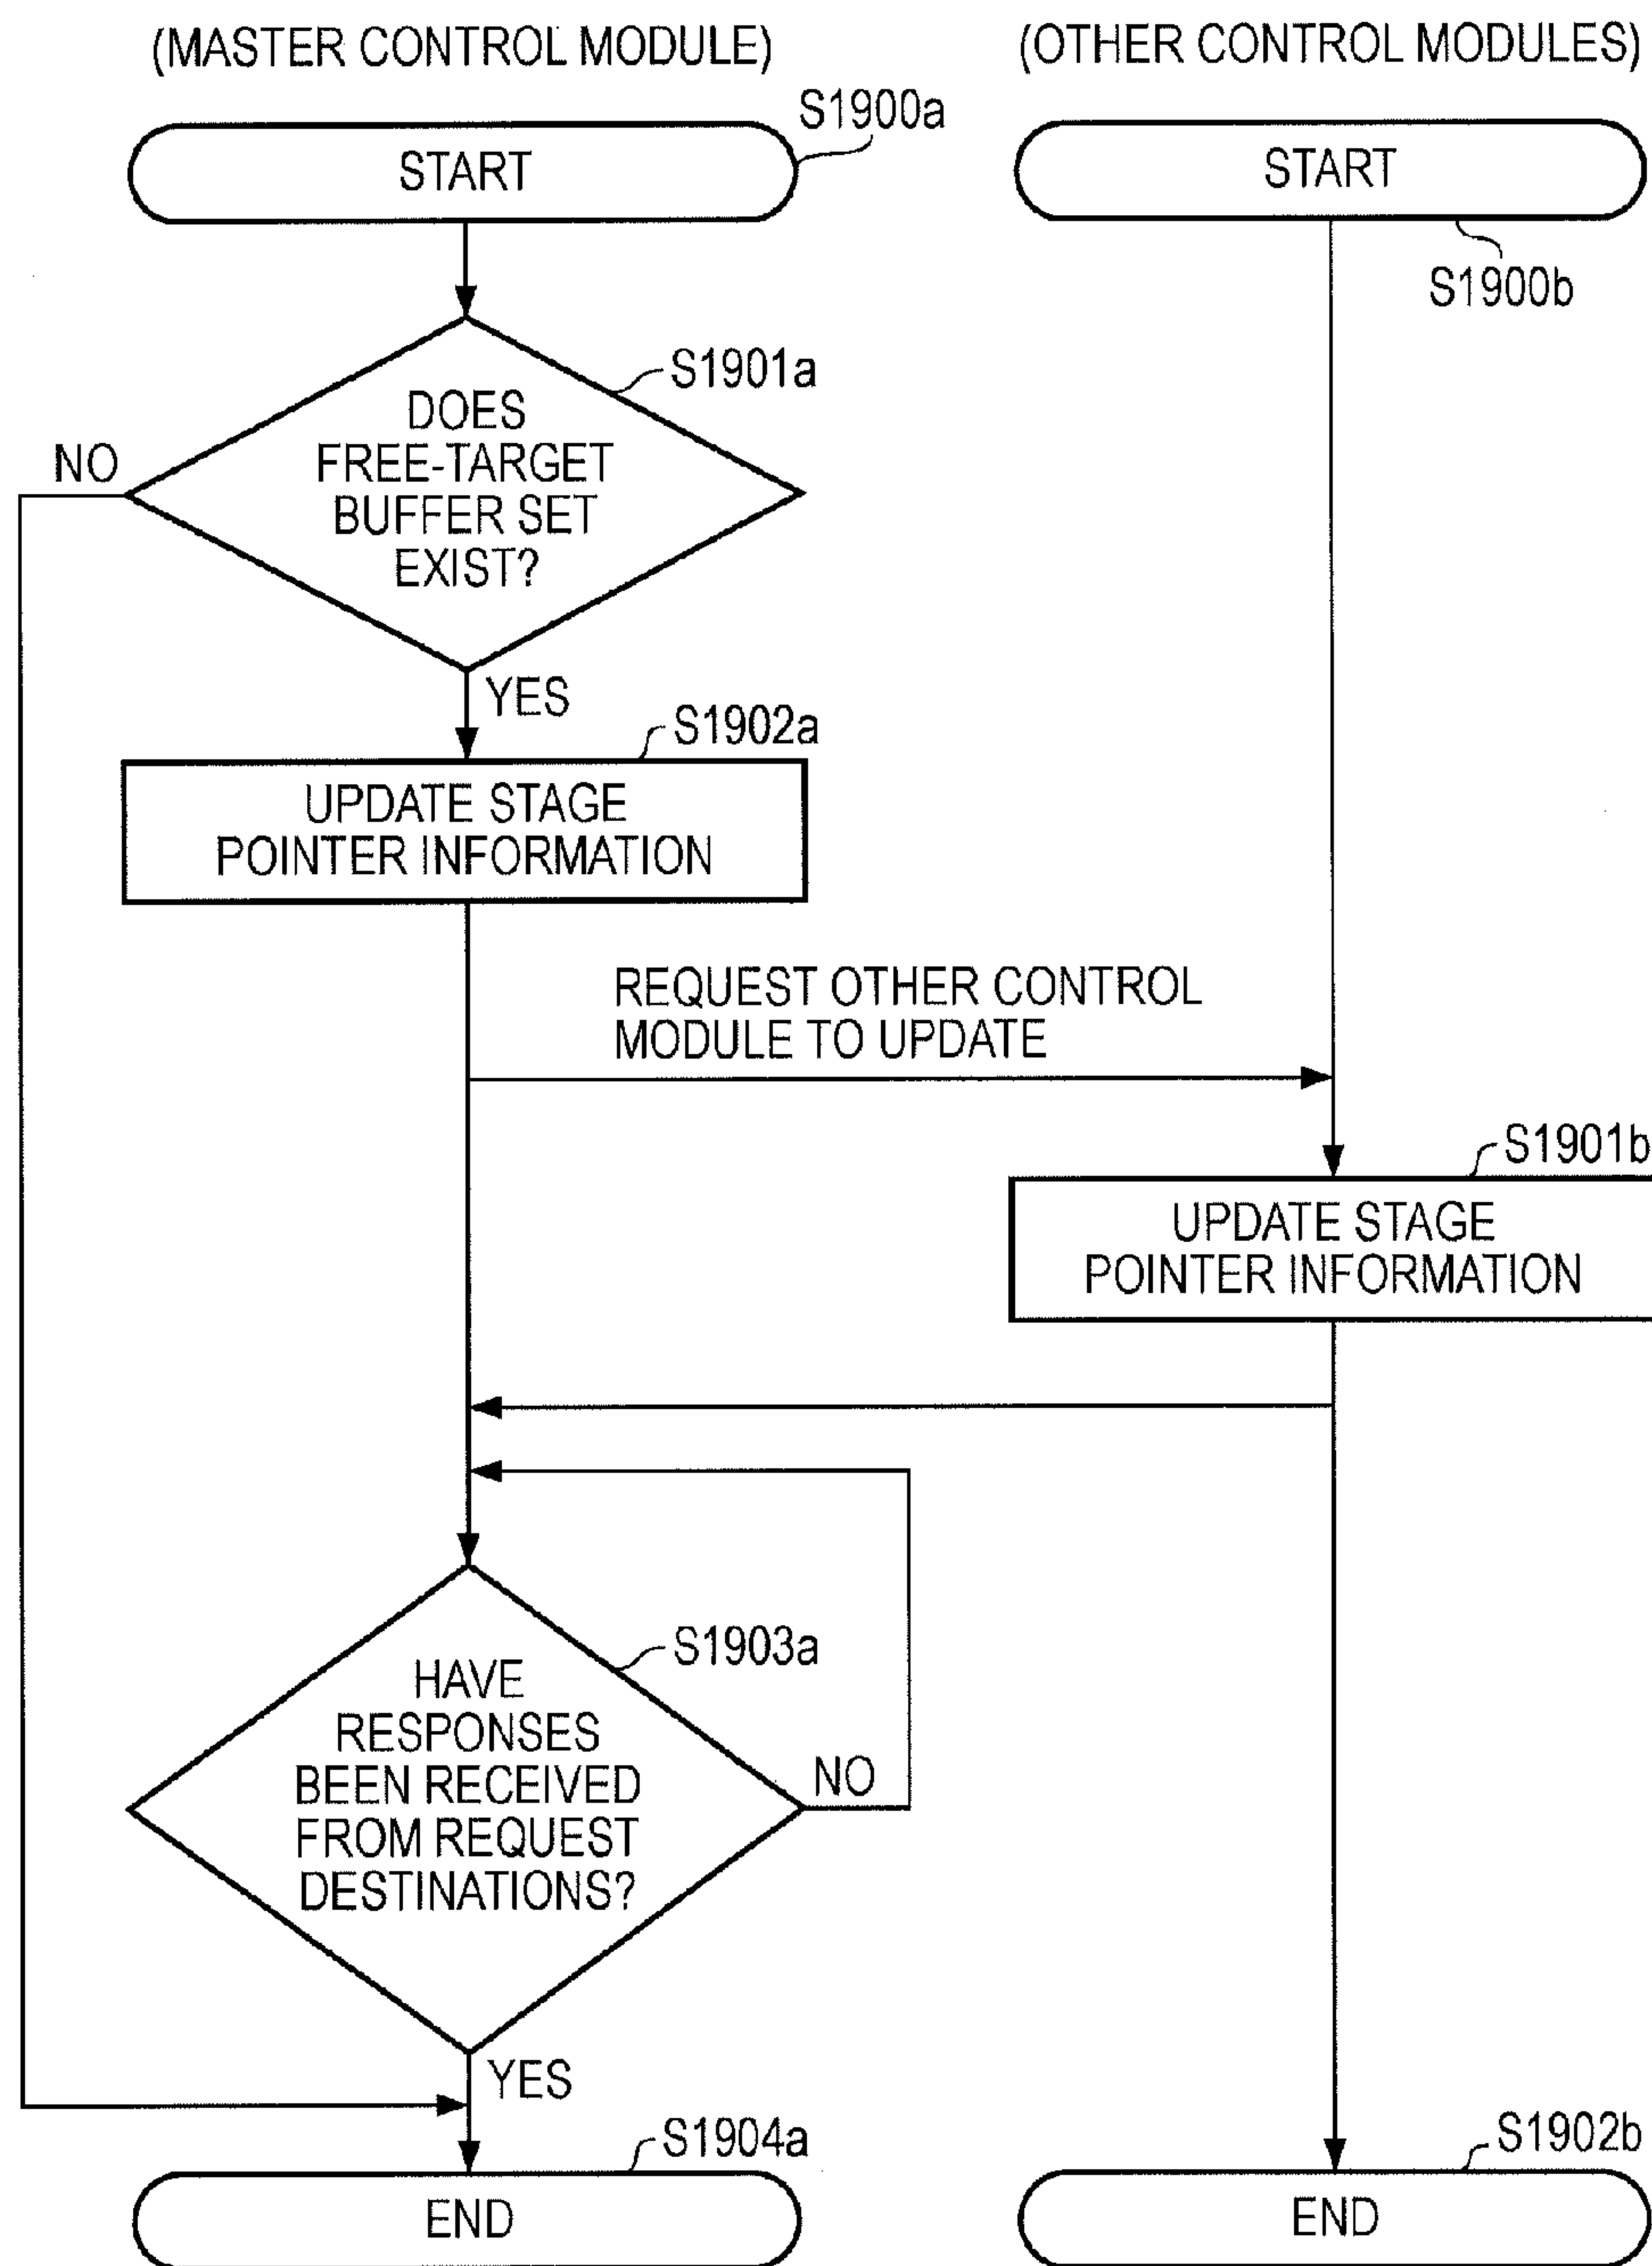 (MASTER CONTROL MODULE)
(OTHER CONTROL MODULES)
S1900a
START
START
S1900b
S1901a
DOES
FREE-TARGET
BUFFER SET
EXIST?
NO
YES
S1902a
UPDATE STAGE
POINTER INFORMATION
REQUEST OTHER CONTROL
MODULE TO UPDATE
S1901b
UPDATE STAGE
POINTER INFORMATION
S1903a
HAVE
RESPONSES
BEEN RECEIVED
FROM REQUEST
DESTINATIONS?
NO
YES
S1904a
END
S1902b
END